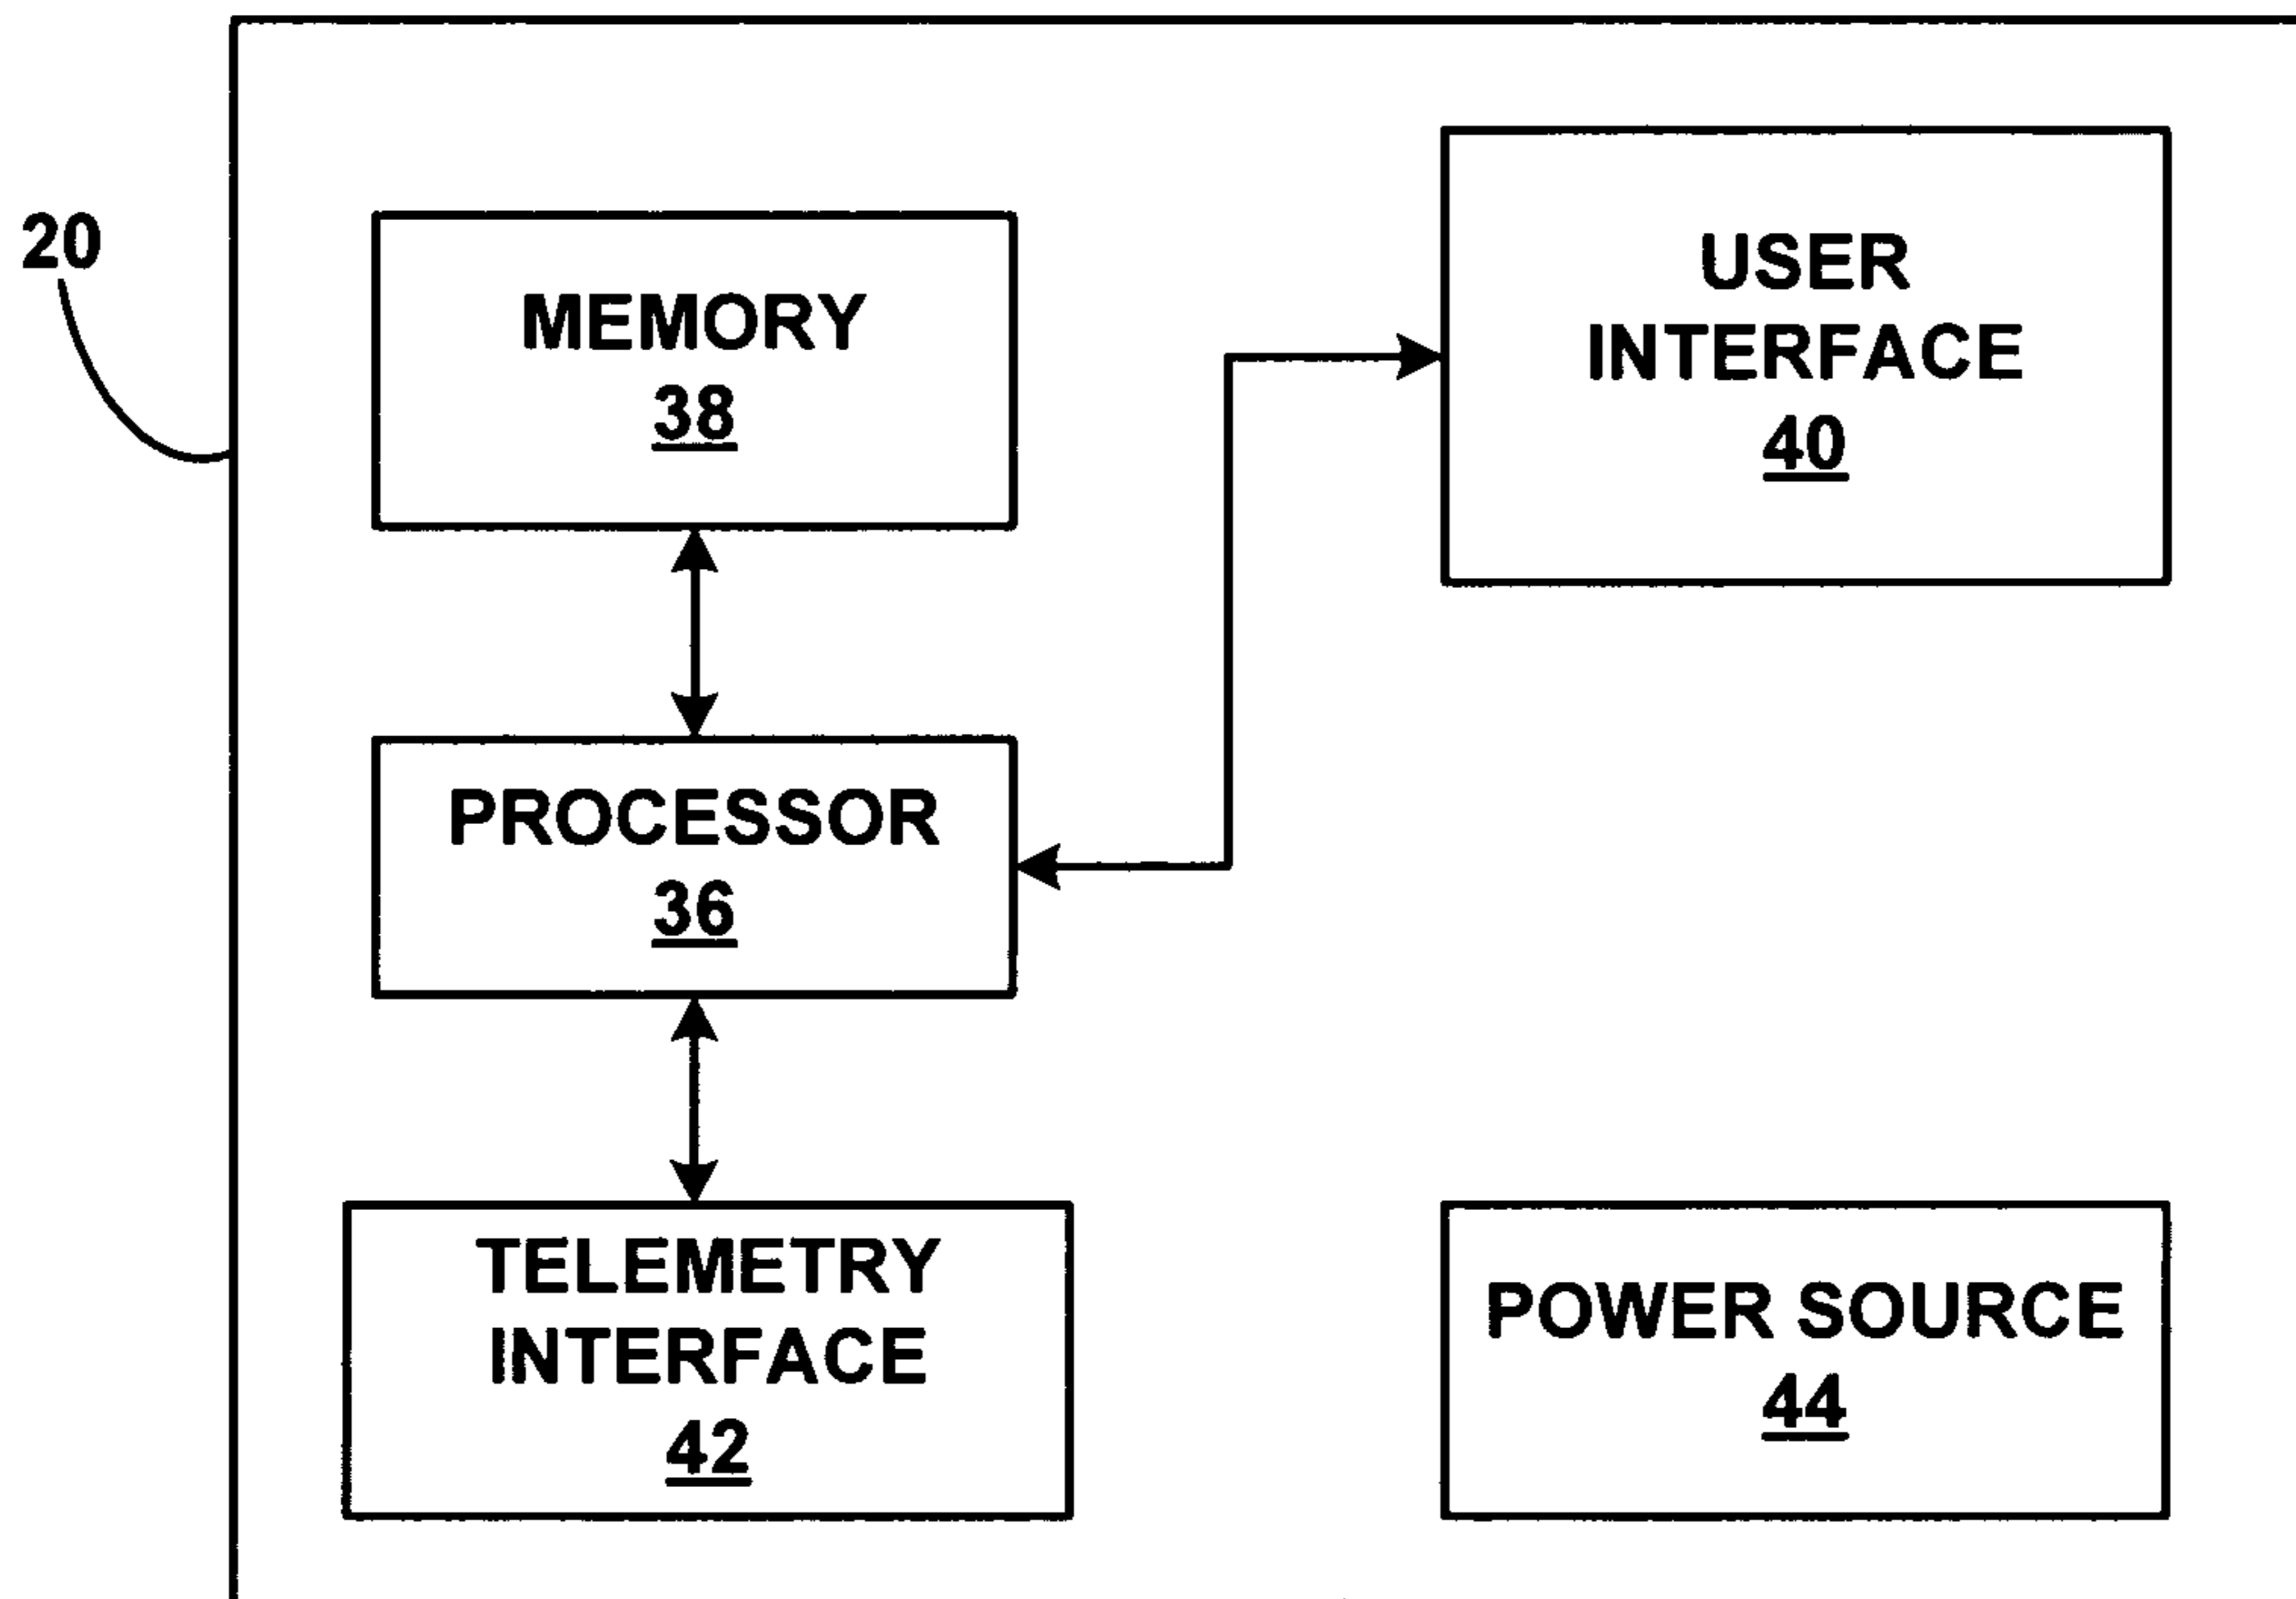 20
MEMORY
38
USER
INTERFACE
40
PROCESSOR
36
TELEMETRY
INTERFACE
42
POWER SOURCE
44